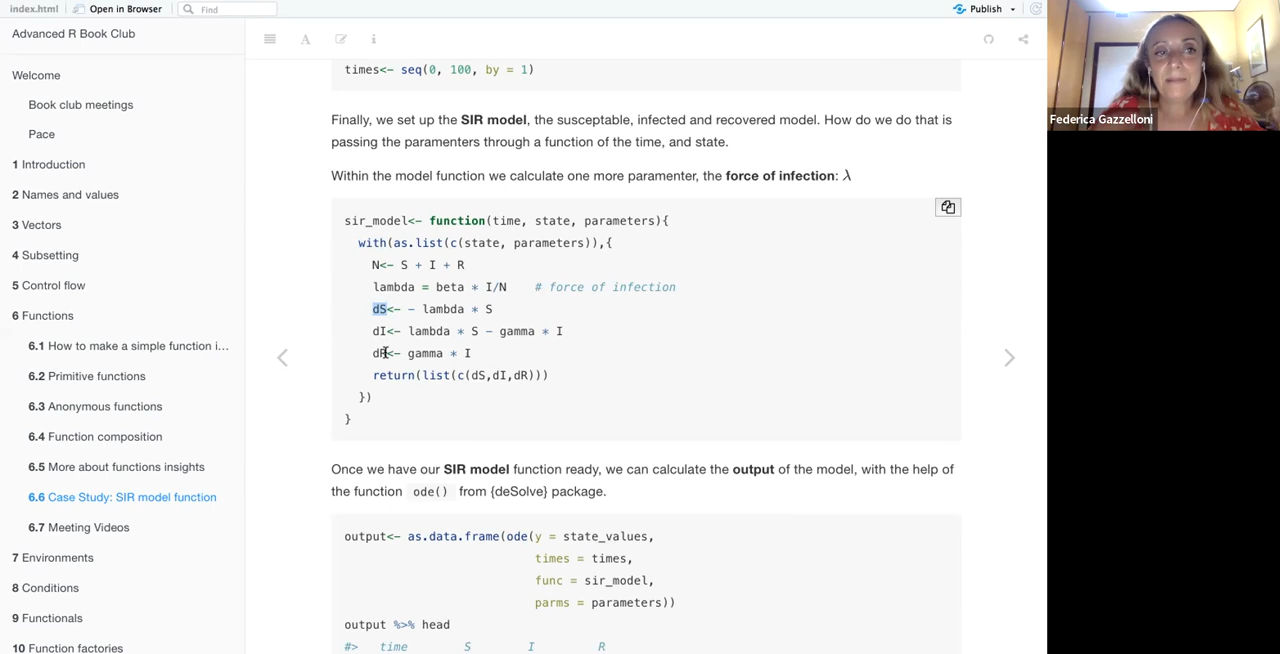 index.html Open in Browser Find Publish
Advanced R Book Club
Welcome
Book club meetings
Pace
1 Introduction
2 Names and values
3 Vectors
4 Subsetting
5 Control flow
6 Functions
6.1 How to make a simple function i...
6.2 Primitive functions
6.3 Anonymous functions
6.4 Function composition
6.5 More about functions insights
6.6 Case Study: SIR model function
6.7 Meeting Videos
7 Environments
8 Conditions
9 Functionals
10 Function factories
times<- seq(0, 100, by = 1)
Finally, we set up the SIR model, the susceptable, infected and recovered model. How do we do that is
passing the paramenters through a function of the time, and state.
Within the model function we calculate one more paramenter, the force of infection: λ
sir_model<- function(time, state, parameters){
with(as.list(c(state, parameters)),{
N<- S + I + R
lambda = beta * I/N # force of infection
dS<- - lambda * S
dI<- lambda * S - gamma * I
dR<- gamma * I
return(list(c(dS,dI,dR)))
})
}
Once we have our SIR model function ready, we can calculate the output of the model, with the help of
the function ode() from {deSolve} package.
output<- as.data.frame(ode(y = state_values,
times = times,
func = sir_model,
parms = parameters))
output %>% head
#> time S I R
Federica Gazzelloni